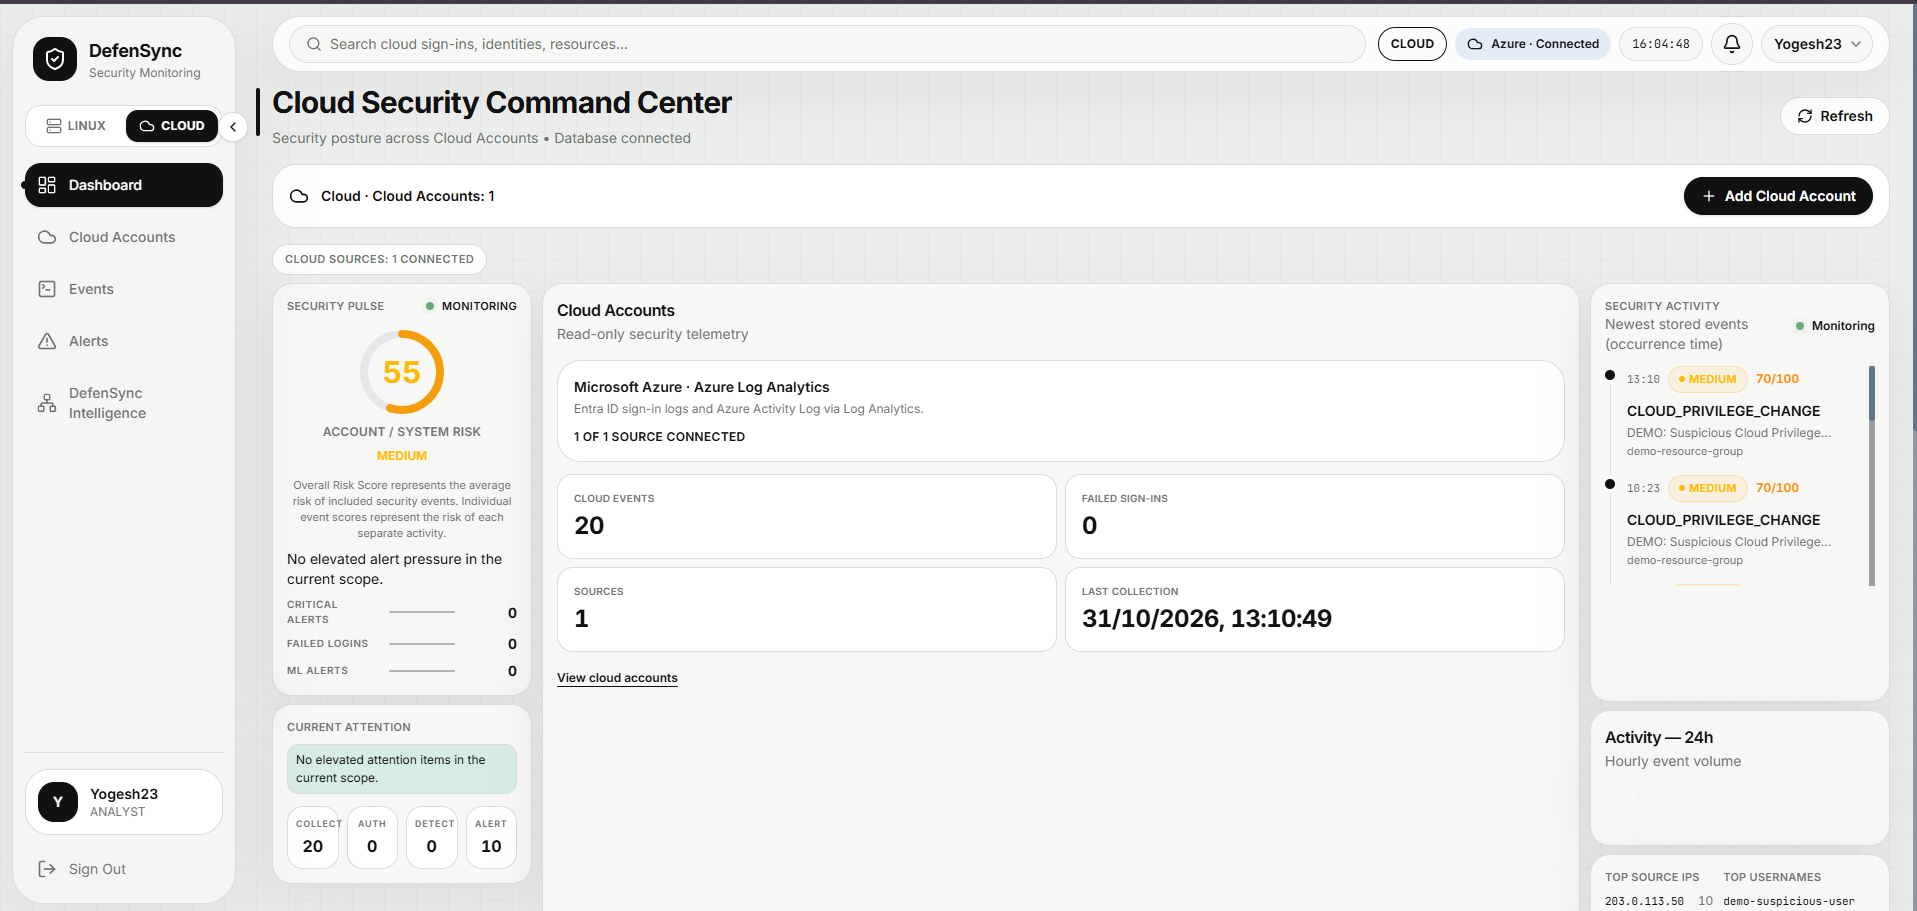 DefenSync
Security Monitoring
LINUX
CLOUD
Dashboard
Cloud Accounts
Events
Alerts
DefenSync
Intelligence
Y
Yogesh23
ANALYST
Sign Out
Search cloud sign-ins, identities, resources...
CLOUD
Azure · Connected
16:04:48
Yogesh23
Cloud Security Command Center
Security posture across Cloud Accounts • Database connected
Refresh
Cloud · Cloud Accounts: 1
+ Add Cloud Account
CLOUD SOURCES: 1 CONNECTED
SECURITY PULSE
MONITORING
55
ACCOUNT / SYSTEM RISK
MEDIUM
Overall Risk Score represents the average
risk of included security events. Individual
event scores represent the risk of each
separate activity.
No elevated alert pressure in the
current scope.
CRITICAL
ALERTS
0
FAILED LOGINS
0
ML ALERTS
0
CURRENT ATTENTION
No elevated attention items in the
current scope.
COLLECT
20
AUTH
0
DETECT
0
ALERT
10
Cloud Accounts
Read-only security telemetry
Microsoft Azure · Azure Log Analytics
Entra ID sign-in logs and Azure Activity Log via Log Analytics.
1 OF 1 SOURCE CONNECTED
CLOUD EVENTS
20
FAILED SIGN-INS
0
SOURCES
1
LAST COLLECTION
31/10/2026, 13:10:49
View cloud accounts
SECURITY ACTIVITY
Newest stored events
(occurrence time)
Monitoring
13:10 MEDIUM 70/100
CLOUD_PRIVILEGE_CHANGE
DEMO: Suspicious Cloud Privilege...
demo-resource-group
10:23 MEDIUM 70/100
CLOUD_PRIVILEGE_CHANGE
DEMO: Suspicious Cloud Privilege...
demo-resource-group
Activity — 24h
Hourly event volume
TOP SOURCE IPS
203.0.113.50 10
TOP USERNAMES
demo-suspicious-user